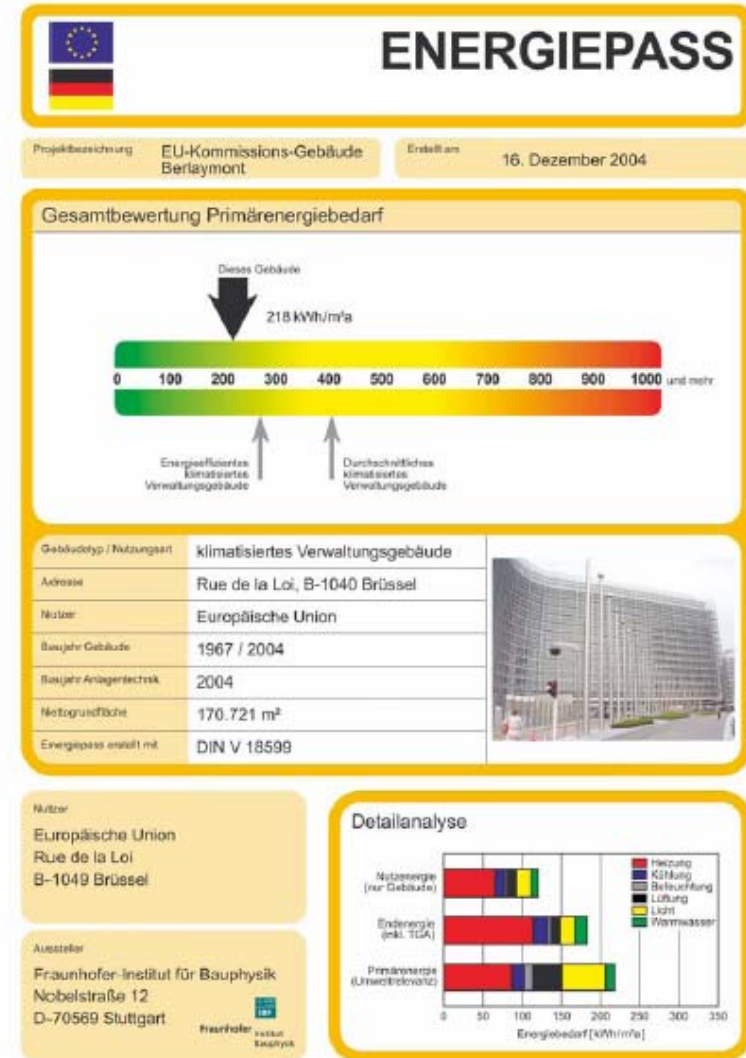 ENERGIEPASS
Projektbezeichnung
EU-Kommissions-Gebäude
Berlaymont
Erstellt am
16. Dezember 2004
Gesamtbewertung Primärenergiebedarf
Dieses Gebäude
218 kWh/m²a
0 100 200 300 400 500 600 700 800 900 1000 und mehr
Energieeffizientes
klimatisiertes
Verwaltungsgebäude
Durchschnittliches
klimatisiertes
Verwaltungsgebäude
Gebäudetyp / Nutzungsart
klimatisiertes Verwaltungsgebäude
Adresse
Rue de la Loi, B-1040 Brüssel
Nutzer
Europäische Union
Baujahr Gebäude
1967 / 2004
Baujahr Anlagentechnik
2004
Nettogrundfläche
170.721 m²
Energiepass erstellt mit
DIN V 18599
Nutzer
Europäische Union
Rue de la Loi
B-1049 Brüssel
Aussteller
Fraunhofer-Institut für Bauphysik
Nobelstraße 12
D-70569 Stuttgart
Fraunhofer
Institut
Bauphysik
Detailanalyse
Nutzenergie
(nur Gebäude)
Endenergie
(inkl. TGA)
Primärenergie
(Umweltrelevanz)
Heizung
Kühlung
Befeuchtung
Lüftung
Licht
Warmwasser
0 50 100 150 200 250 300 350
Energiebedarf [kWh/m²a]